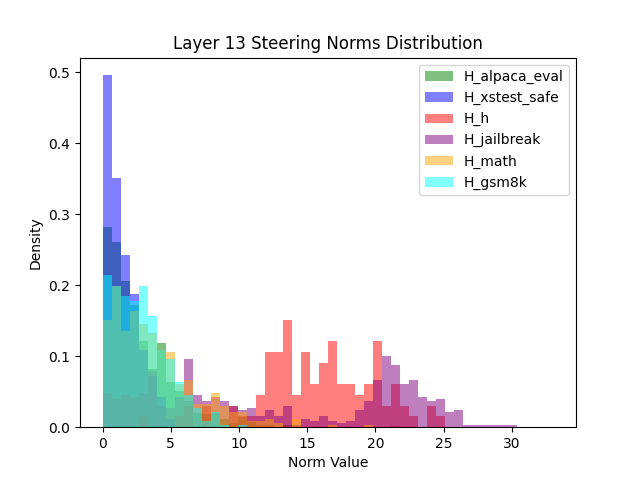 Layer 13 Steering Norms Distribution
H_alpaca_eval
H_xstest_safe
H_h
H_jailbreak
H_math
H_gsm8k
Density
0.5
0.4
0.3
0.2
0.1
0.0
0 5 10 15 20 25 30
Norm Value